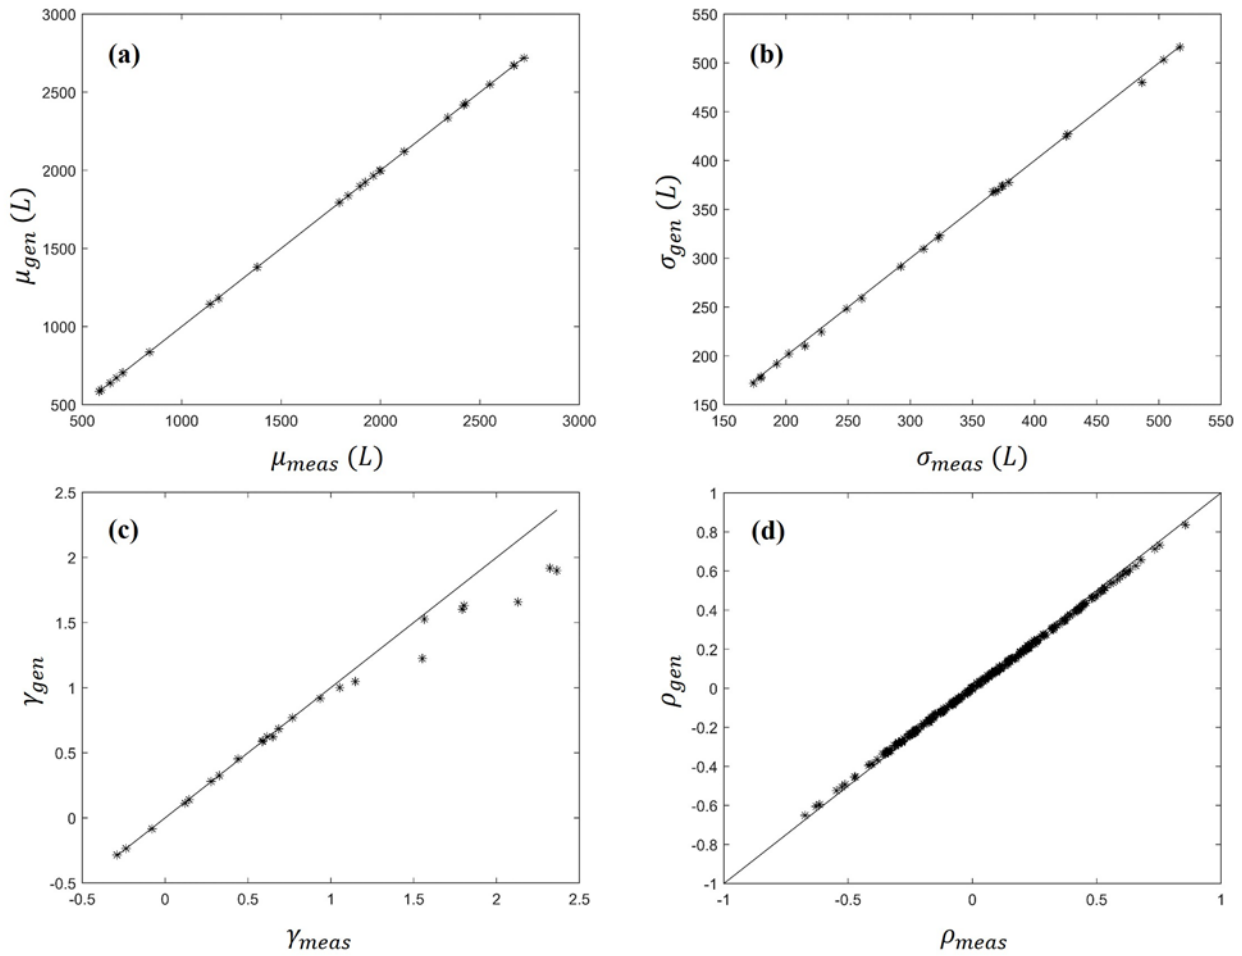 3000
2500
2000
1500
1000
500
(a)
μgen (L)
500 1000 1500 2000 2500 3000
μmeas (L)
550
500
450
400
350
300
250
200
150
(b)
σgen (L)
150 200 250 300 350 400 450 500 550
σmeas (L)
2.5
2
1.5
1
0.5
0
-0.5
(c)
γgen
-0.5 0 0.5 1 1.5 2 2.5
γmeas
1
0.8
0.6
0.4
0.2
0
-0.2
-0.4
-0.6
-0.8
-1
(d)
ρgen
-1 -0.5 0 0.5 1
ρmeas